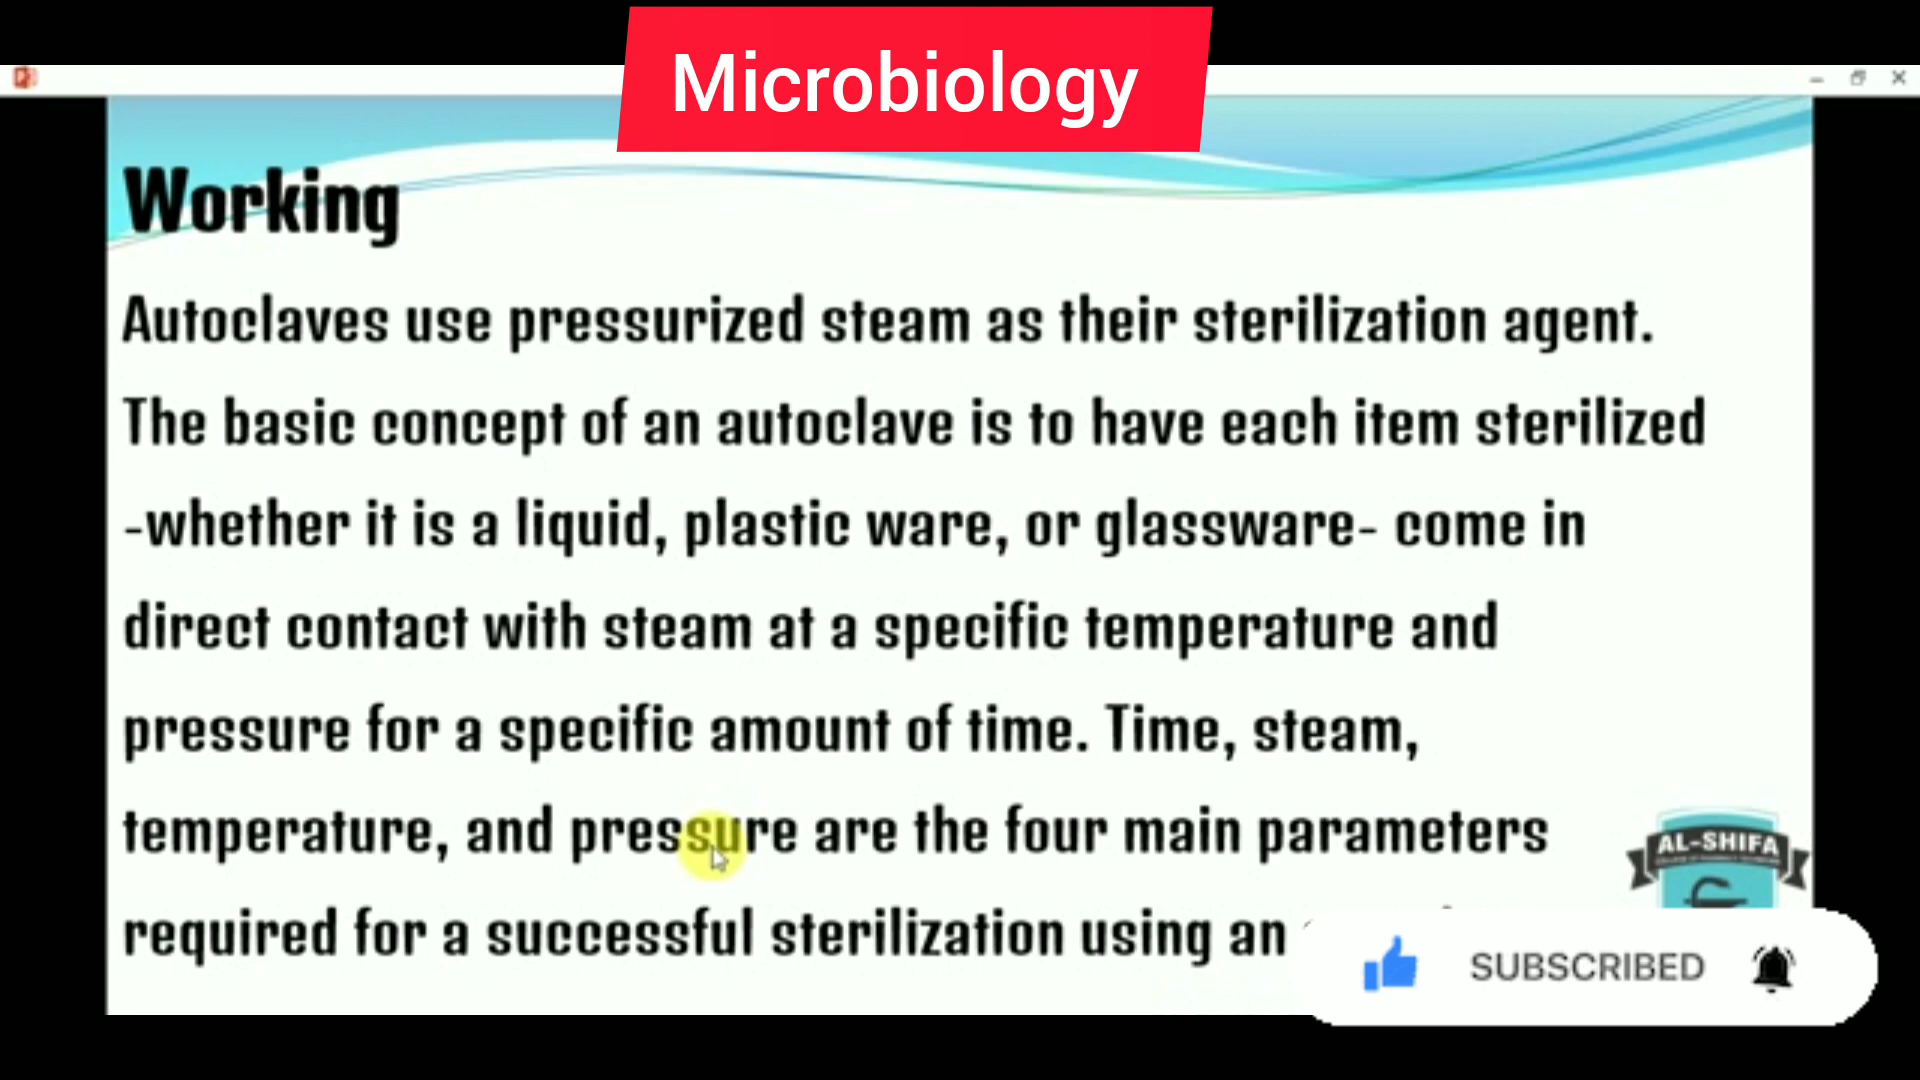 Microbiology
Working
Autoclaves use pressurized steam as their sterilization agent.
The basic concept of an autoclave is to have each item sterilized
-whether it is a liquid, plastic ware, or glassware- come in
direct contact with steam at a specific temperature and
pressure for a specific amount of time. Time, steam,
temperature, and pressure are the four main parameters
required for a successful sterilization using an
AL-SHIFA
SUBSCRIBED